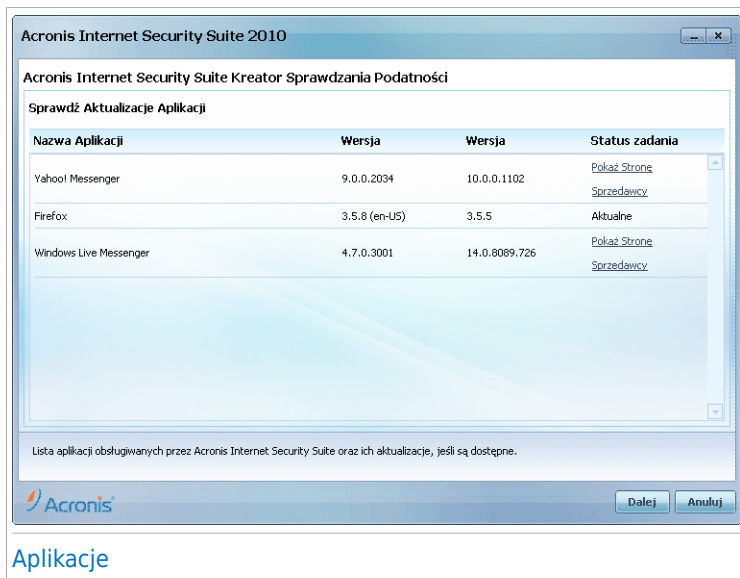 Acronis Internet Security Suite 2010
Acronis Internet Security Suite Kreator Sprawdzania Podatności
Sprawdź Aktualizacje Aplikacji
Nazwa Aplikacji Wersja Wersja Status zadania
Yahoo! Messenger 9.0.0.2034 10.0.0.1102 Pokaż Stronę
Sprzedawcy
Firefox 3.5.8 (en-US) 3.5.5 Aktualne
Windows Live Messenger 4.7.0.3001 14.0.8089.726 Pokaż Stronę
Sprzedawcy
Lista aplikacji obsługiwanych przez Acronis Internet Security Suite oraz ich aktualizacje, jeśli są dostępne.
Acronis
Dalej Anuluj
Aplikacje